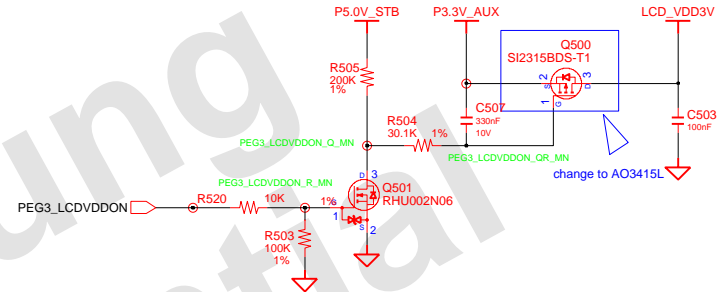 P5.0V_STB
P3.3V_AUX
LCD_VDD3V
Q500
SI2315BDS-T1
R505
200K
1%
2
S
3
D
1
G
C507
330nF
10V
C503
100nF
R504
30.1K
1%
PEG3_LCDVDDON_Q_MN
PEG3_LCDVDDON_QR_MN
change to AO3415L
D
3
PEG3_LCDVDDON_R_MN
Q501
RHU002N06
PEG3_LCDVDDON
R520
10K
1%
G
1
S
2
R503
100K
1%
ung
ential